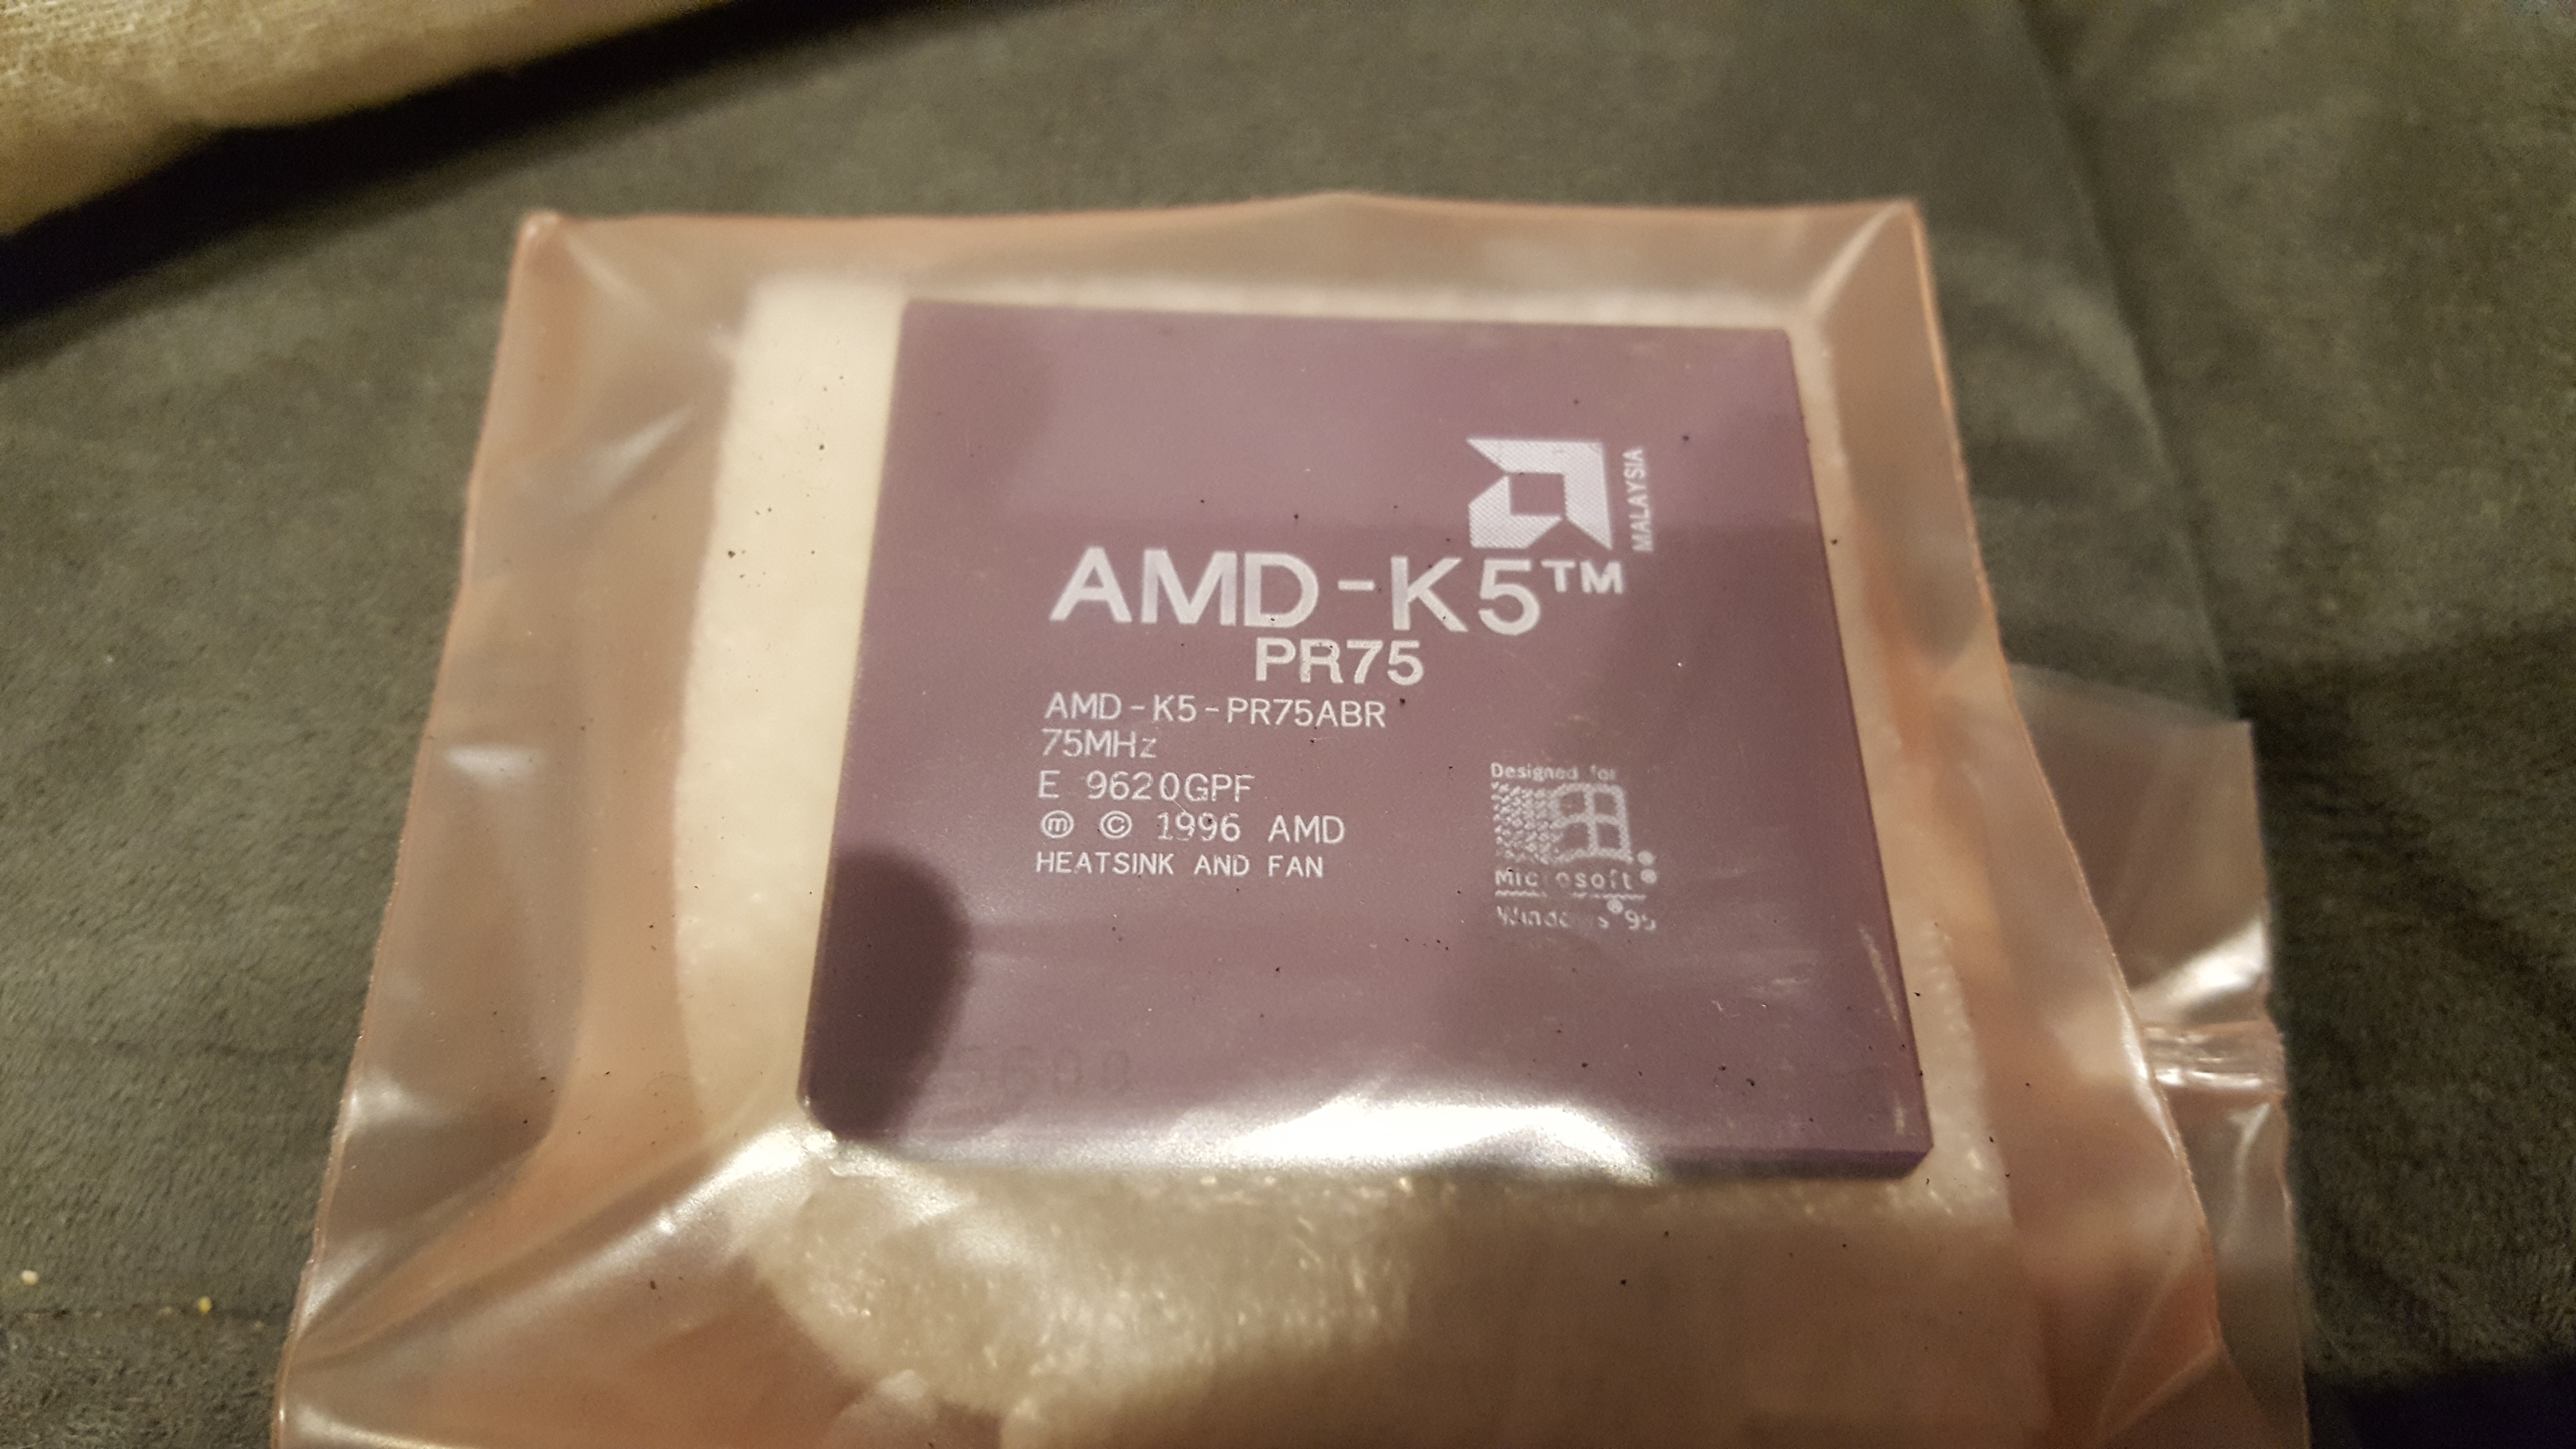 MALAYSIA
AMD-K5™
PR75
AMD-K5-PR75ABR
75MHz
E 9620GPF
ⓜ © 1996 AMD
HEATSINK AND FAN
Designed for
Microsoft®
Windows®95